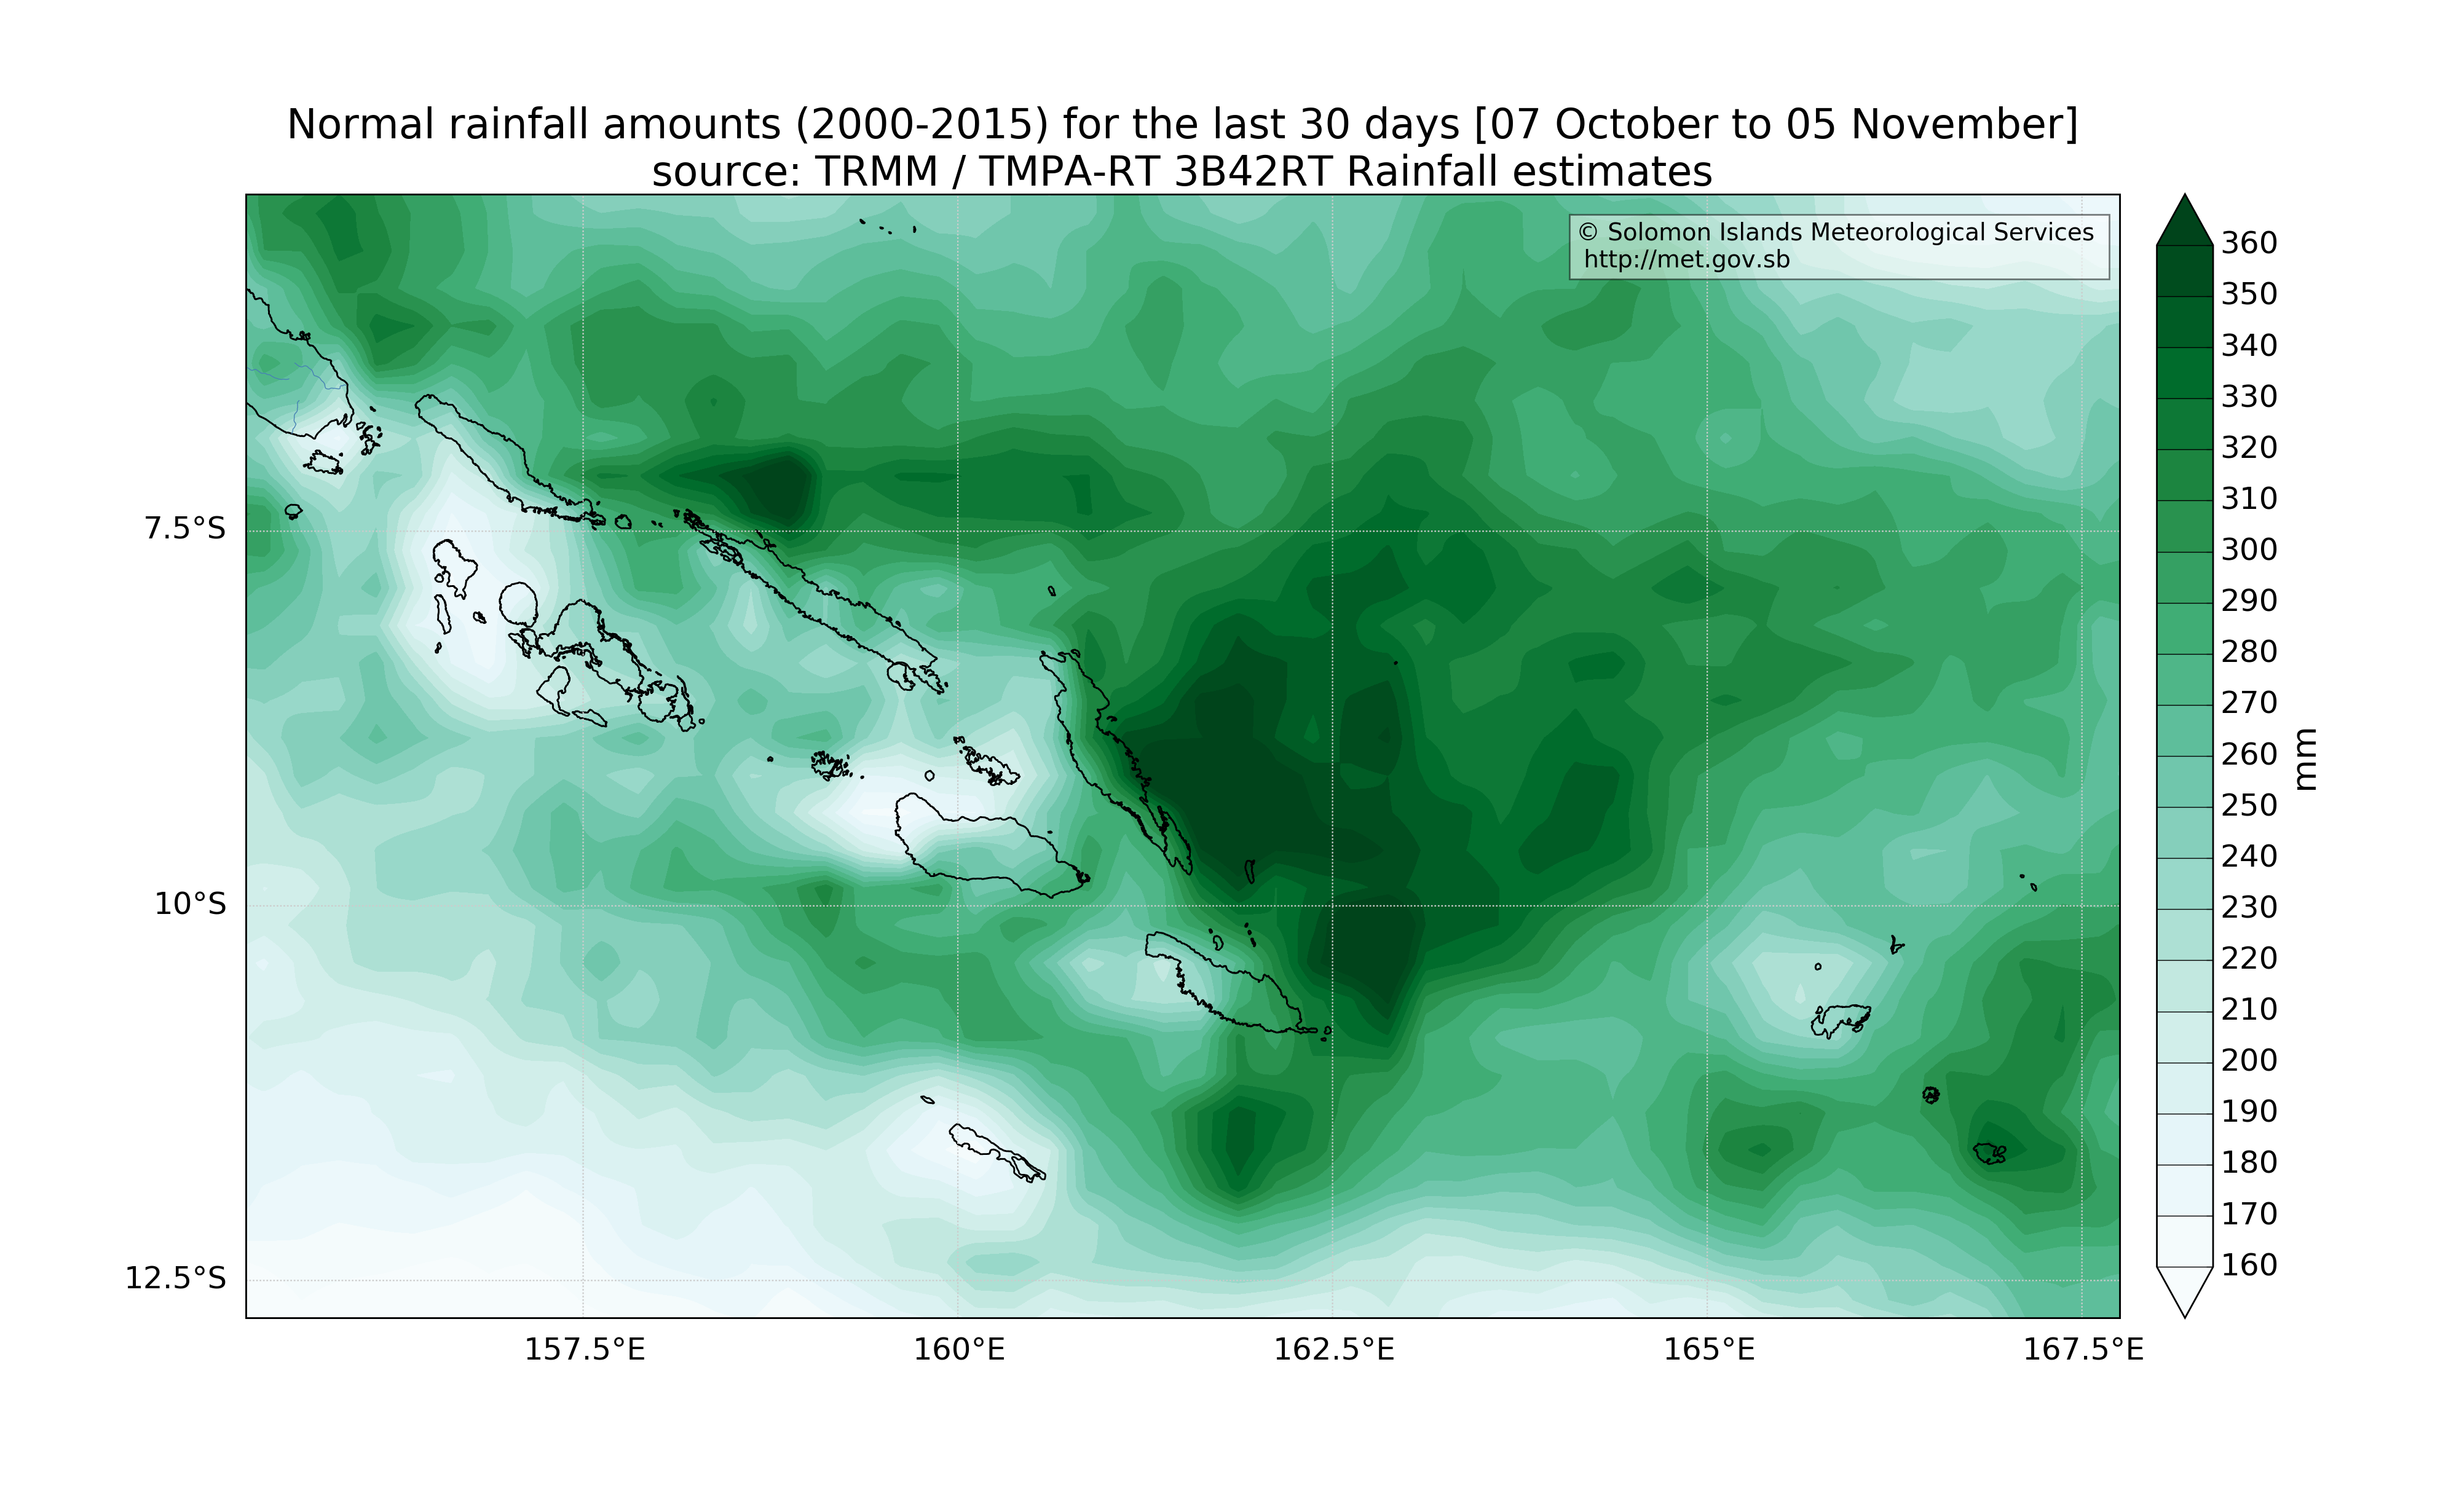 Normal rainfall amounts (2000-2015) for the last 30 days [07 October to 05 November]
source: TRMM / TMPA-RT 3B42RT Rainfall estimates
© Solomon Islands Meteorological Services
http://met.gov.sb
7.5°S
10°S
12.5°S
157.5°E
160°E
162.5°E
165°E
167.5°E
360
350
340
330
320
310
300
290
280
270
260
250
240
230
220
210
200
190
180
170
160
mm